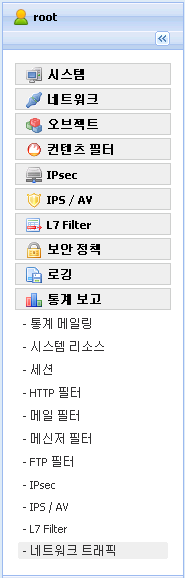 root
시스템
네트워크
오브젝트
컨텐츠 필터
IPsec
IPS / AV
L7 Filter
보안 정책
로깅
통계 보고
- 통계 메일링
- 시스템 리소스
- 세션
- HTTP 필터
- 메일 필터
- 메신저 필터
- FTP 필터
- IPsec
- IPS / AV
- L7 Filter
- 네트워크 트래픽